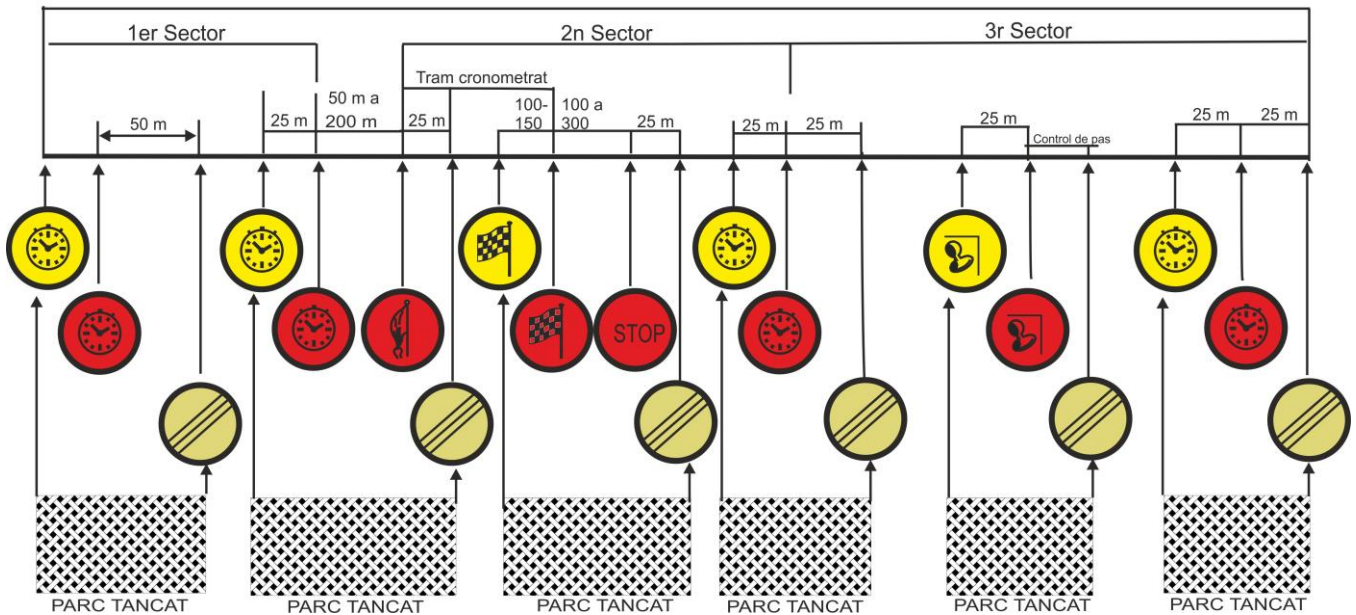 1er Sector
2n Sector
3r Sector
Tram cronometrat
50 m
25 m
50 m a
200 m
25 m
100-
150
100 a
300
25 m
25 m
25 m
25 m
Control de pas
25 m
25 m
STOP
PARC TANCAT
PARC TANCAT
PARC TANCAT
PARC TANCAT
PARC TANCAT
PARC TANCAT